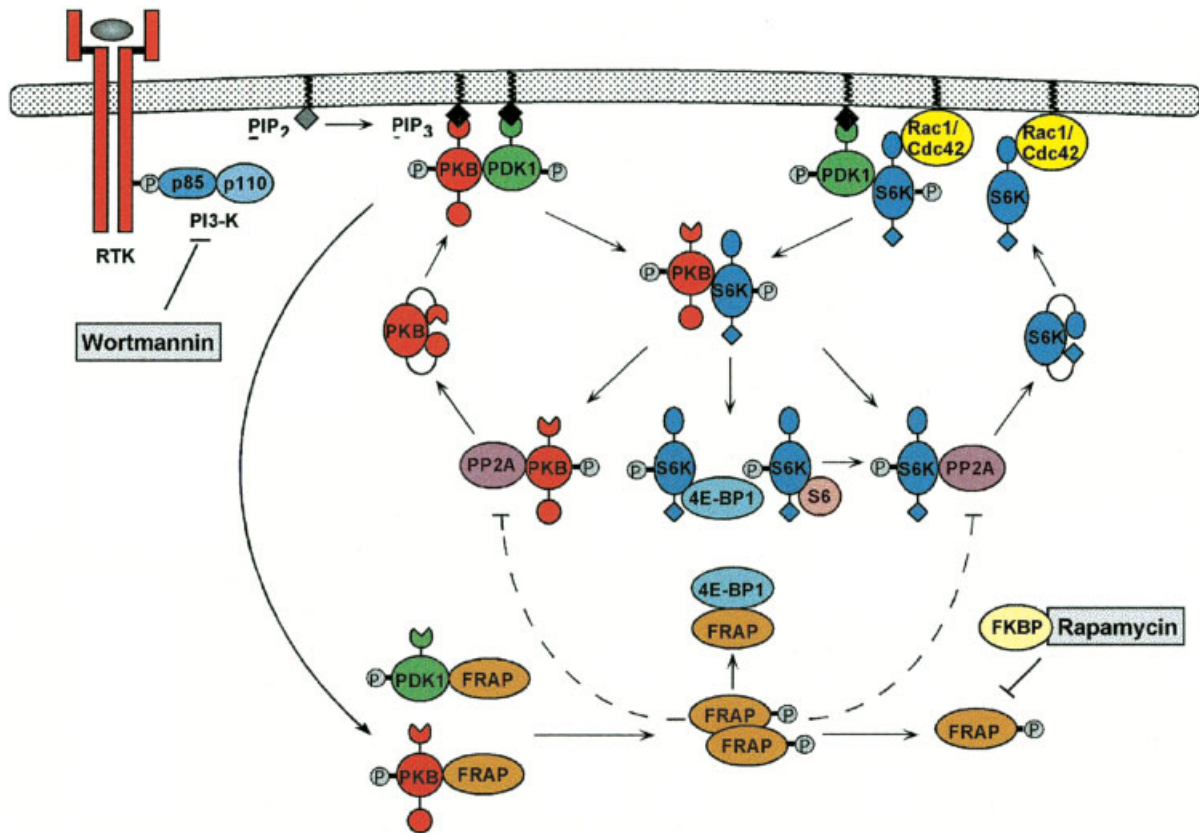 PIP2
PIP3
P
PKB
PDK1
P
P
PDK1
S6K
P
Rac1/
Cdc42
Rac1/
Cdc42
S6K
P
p85
p110
PI3-K
RTK
Wortmannin
P
PKB
S6K
P
PKB
S6K
PP2A
PKB
P
P
S6K
4E-BP1
P
S6K
S6
P
S6K
PP2A
4E-BP1
FRAP
FKBP
Rapamycin
P
PDK1
FRAP
FRAP
P
FRAP
P
FRAP
P
P
PKB
FRAP